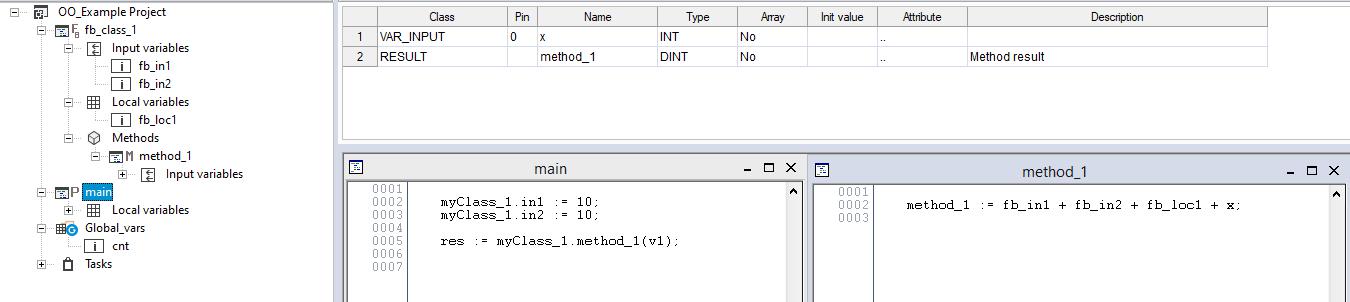 OO_Example Project
fb_class_1
Input variables
fb_in1
fb_in2
Local variables
fb_loc1
Methods
method_1
Input variables
main
Local variables
Global_vars
cnt
Tasks
Class Pin Name Type Array Init value Attribute Description
1 VAR_INPUT 0 x INT No ..
2 RESULT method_1 DINT No .. Method result
main
0001
0002 myClass_1.in1 := 10;
0003 myClass_1.in2 := 10;
0004
0005 res := myClass_1.method_1(v1);
0006
0007
method_1
0001
0002 method_1 := fb_in1 + fb_in2 + fb_loc1 + x;
0003